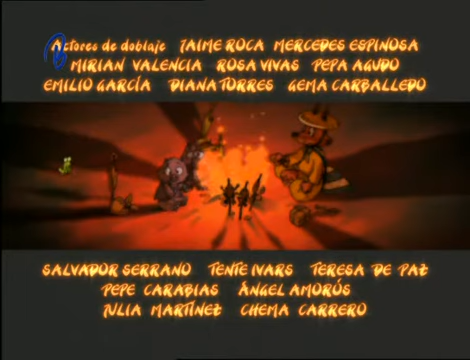 Actores de doblaje JAIME ROCA MERCEDES ESPINOSA
MIRIAN VALENCIA ROSA VIVAS PEPA AGUDO
EMILIO GARCÍA DIANA TORRES GEMA CARBALLEDO
SALVADOR SERRANO TENTE IVARS TERESA DE PAZ
PEPE CARABIAS ÁNGEL AMORÓS
JULIA MARTÍNEZ CHEMA CARRERO